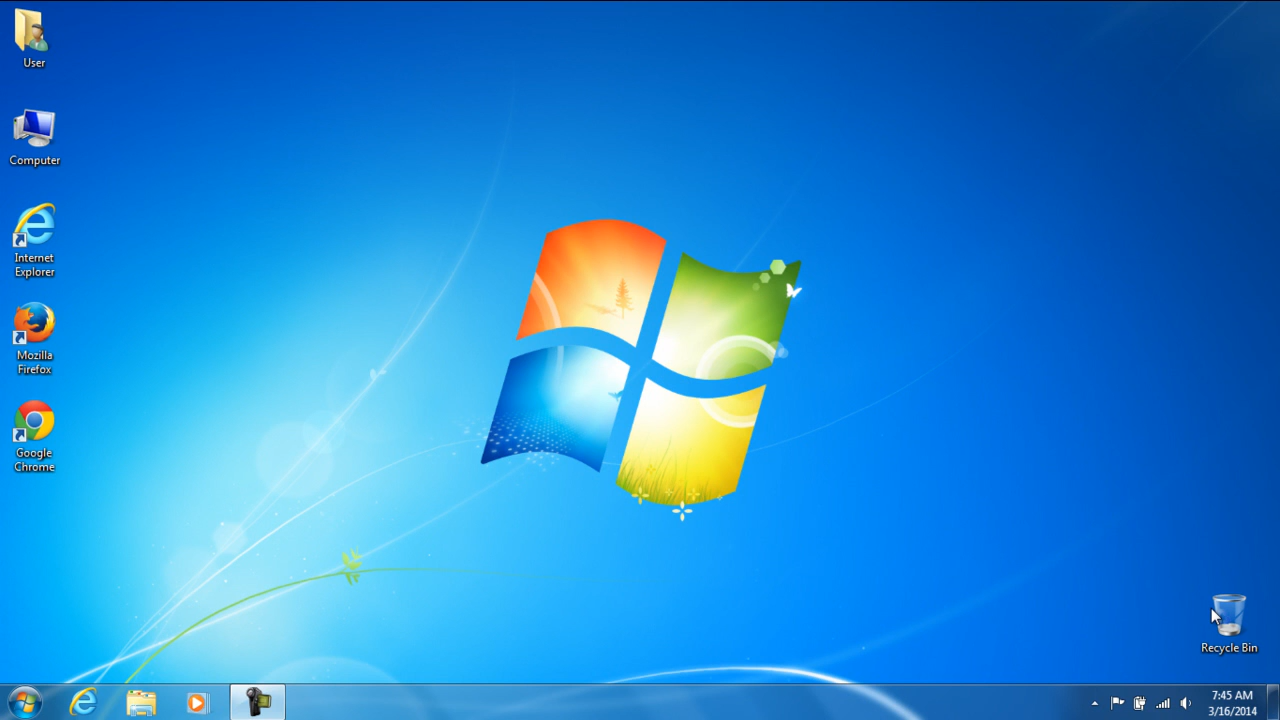 User
Computer
Internet
Explorer
Mozilla
Firefox
Google
Chrome
Recycle Bin
7:45 AM
3/16/2014